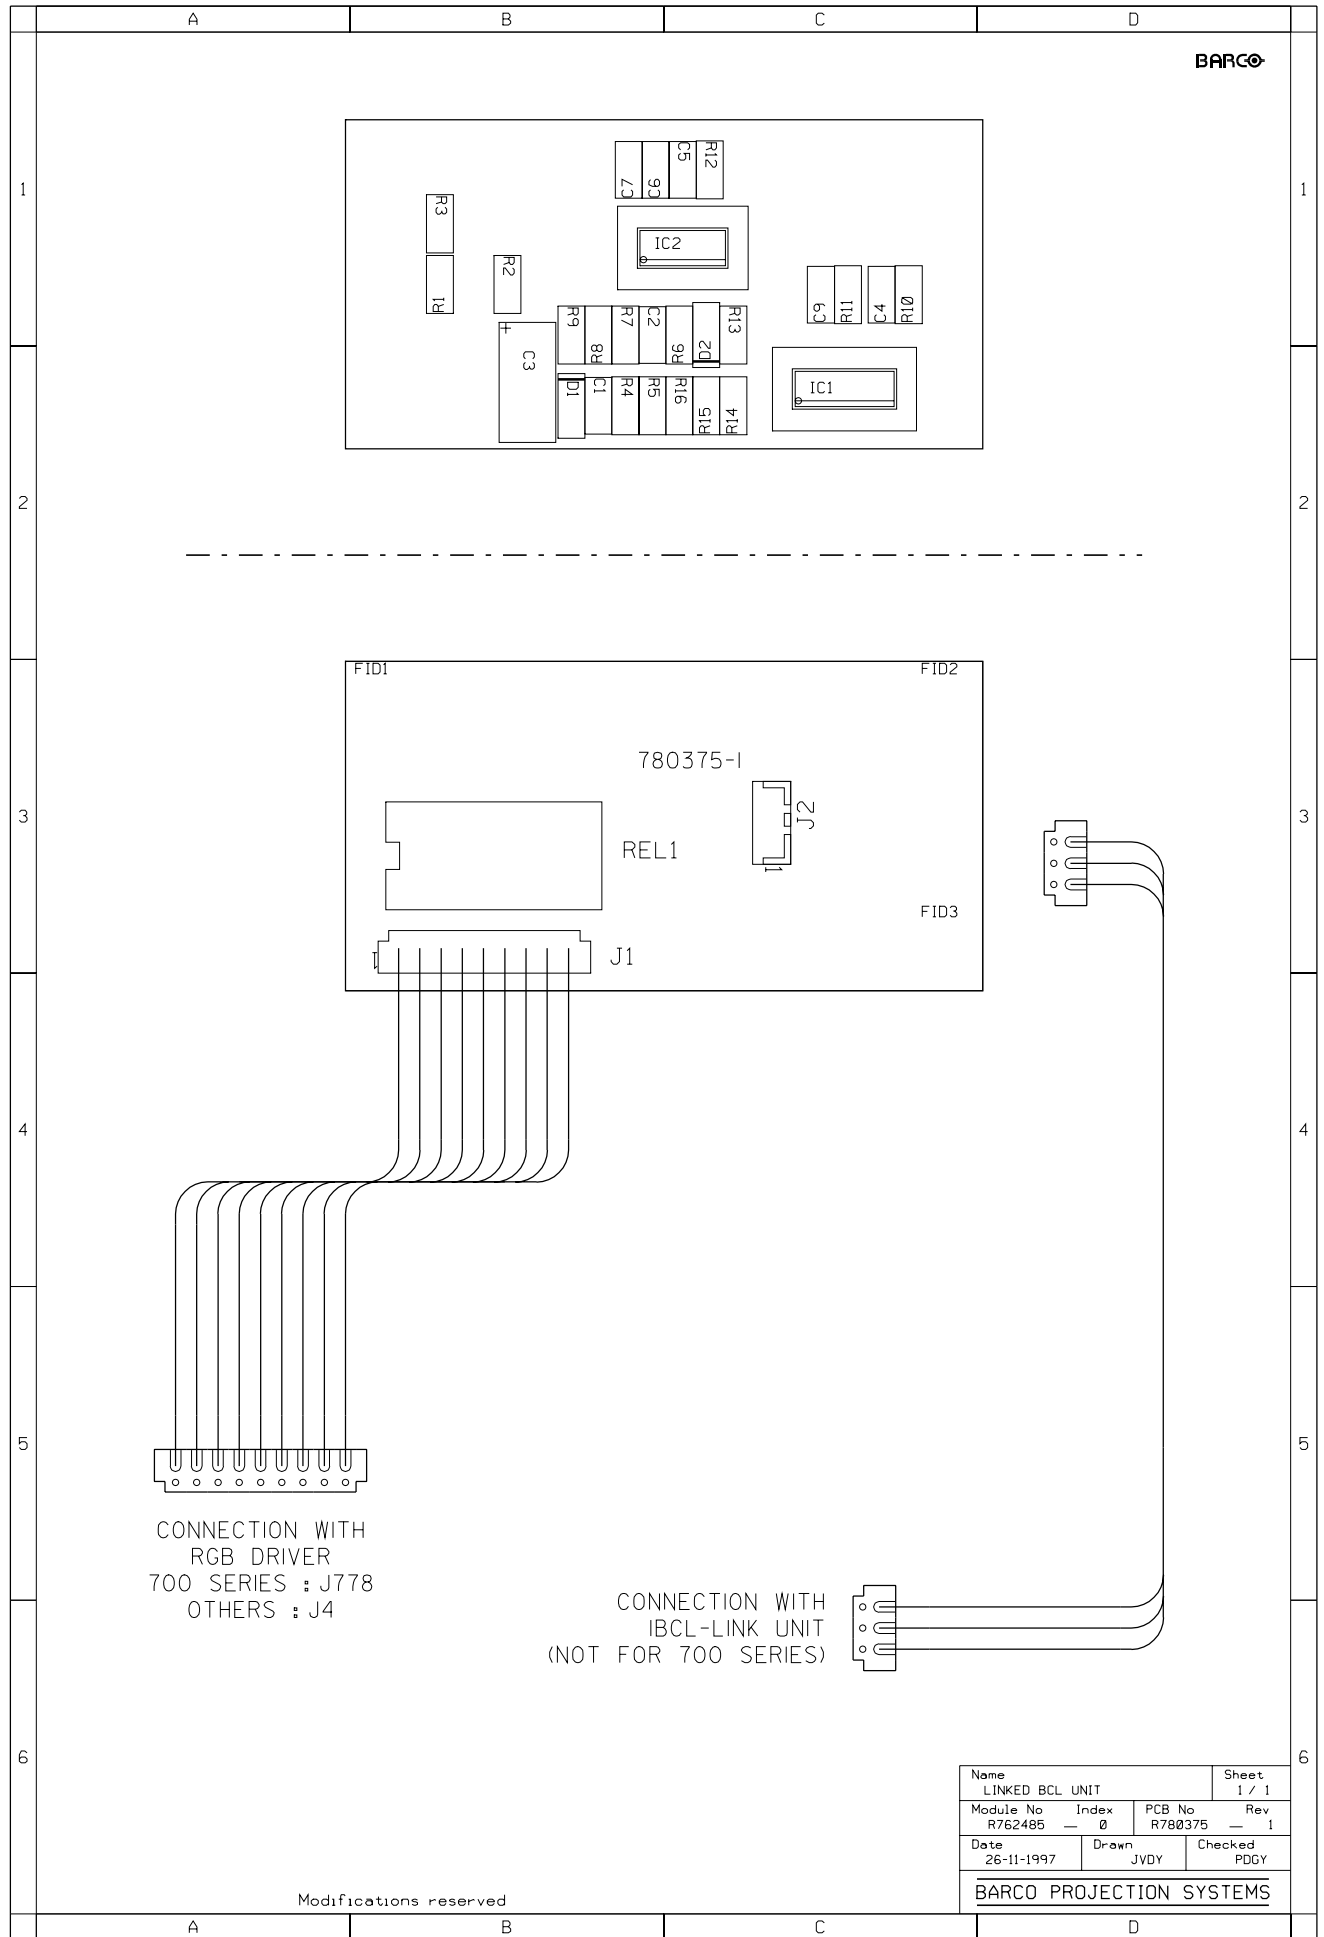 A B C D
BARCO
1 1
C7 C6 C5 R12
R3
IC2
R1 R2
C9 R11 C4 R10
R9 R8 R7 C2 R6 D2 R13
C3
D1 C1 R4 R5 R16 R15 R14
IC1
2 2
FID1 FID2
780375-1
3 J2 3
REL1
1
FID3
1 J1
4 4
5 5
CONNECTION WITH
RGB DRIVER
700 SERIES : J778
OTHERS : J4
CONNECTION WITH
IBCL-LINK UNIT
(NOT FOR 700 SERIES)
6 6
Name Sheet
LINKED BCL UNIT 1 / 1
Module No Index PCB No Rev
R762485 — 0 R780375 — 1
Date Drawn Checked
26-11-1997 JVDY PDGY
BARCO PROJECTION SYSTEMS
Modifications reserved
A B C D